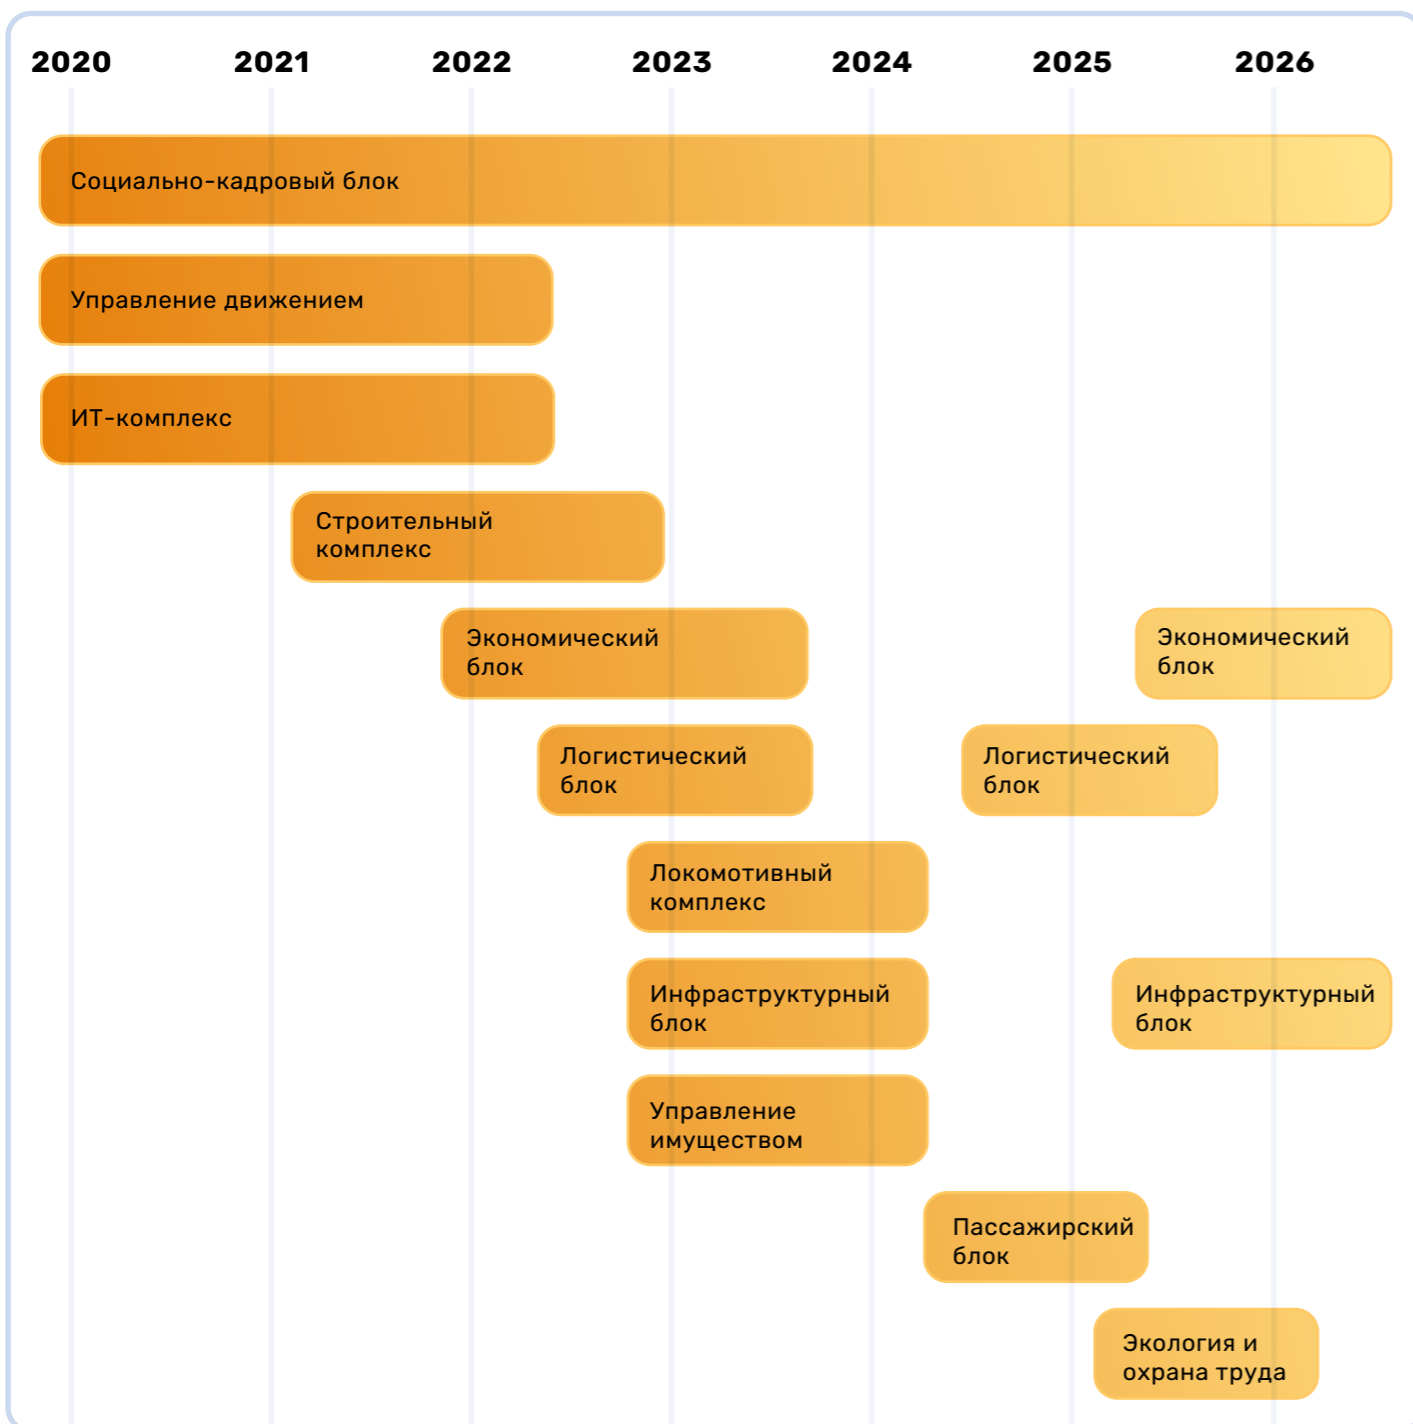 2020 2021 2022 2023 2024 2025 2026
Социально-кадровый блок
Управление движением
ИТ-комплекс
Строительный
комплекс
Экономический
блок
Экономический
блок
Логистический
блок
Логистический
блок
Локомотивный
комплекс
Инфраструктурный
блок
Инфраструктурный
блок
Управление
имуществом
Пассажирский
блок
Экология и
охрана труда